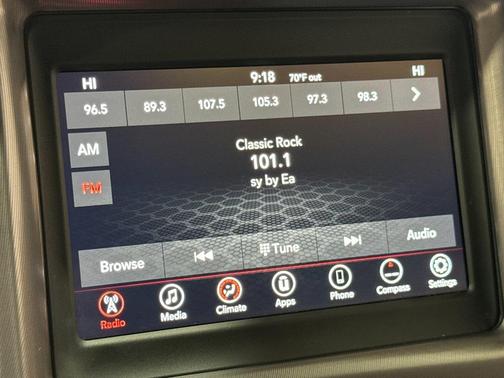 HI 9:18 70°F out HI
96.5 89.3 107.5 105.3 97.3 98.3
AM
Classic Rock
101.1
FM
sy by Ea
Browse Tune Audio
Radio Media Climate Apps Phone Compass Settings